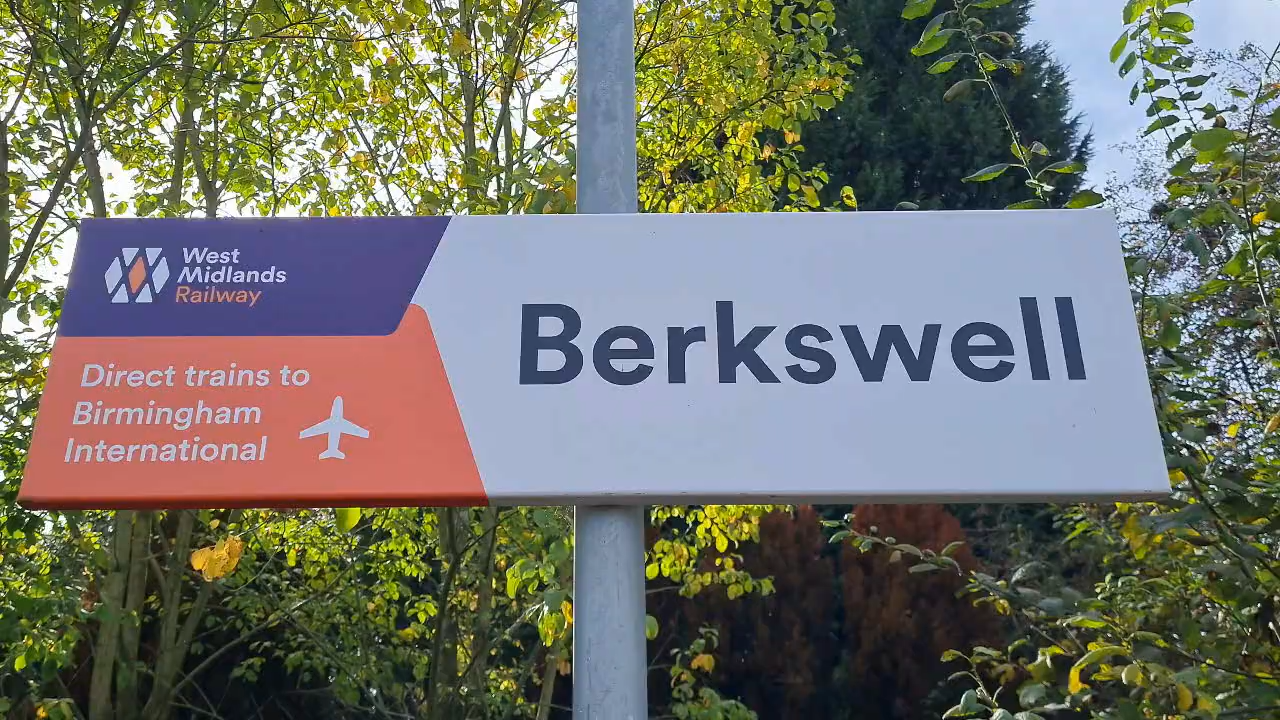 West
Midlands
Railway
Direct trains to
Birmingham
International
Berkswell